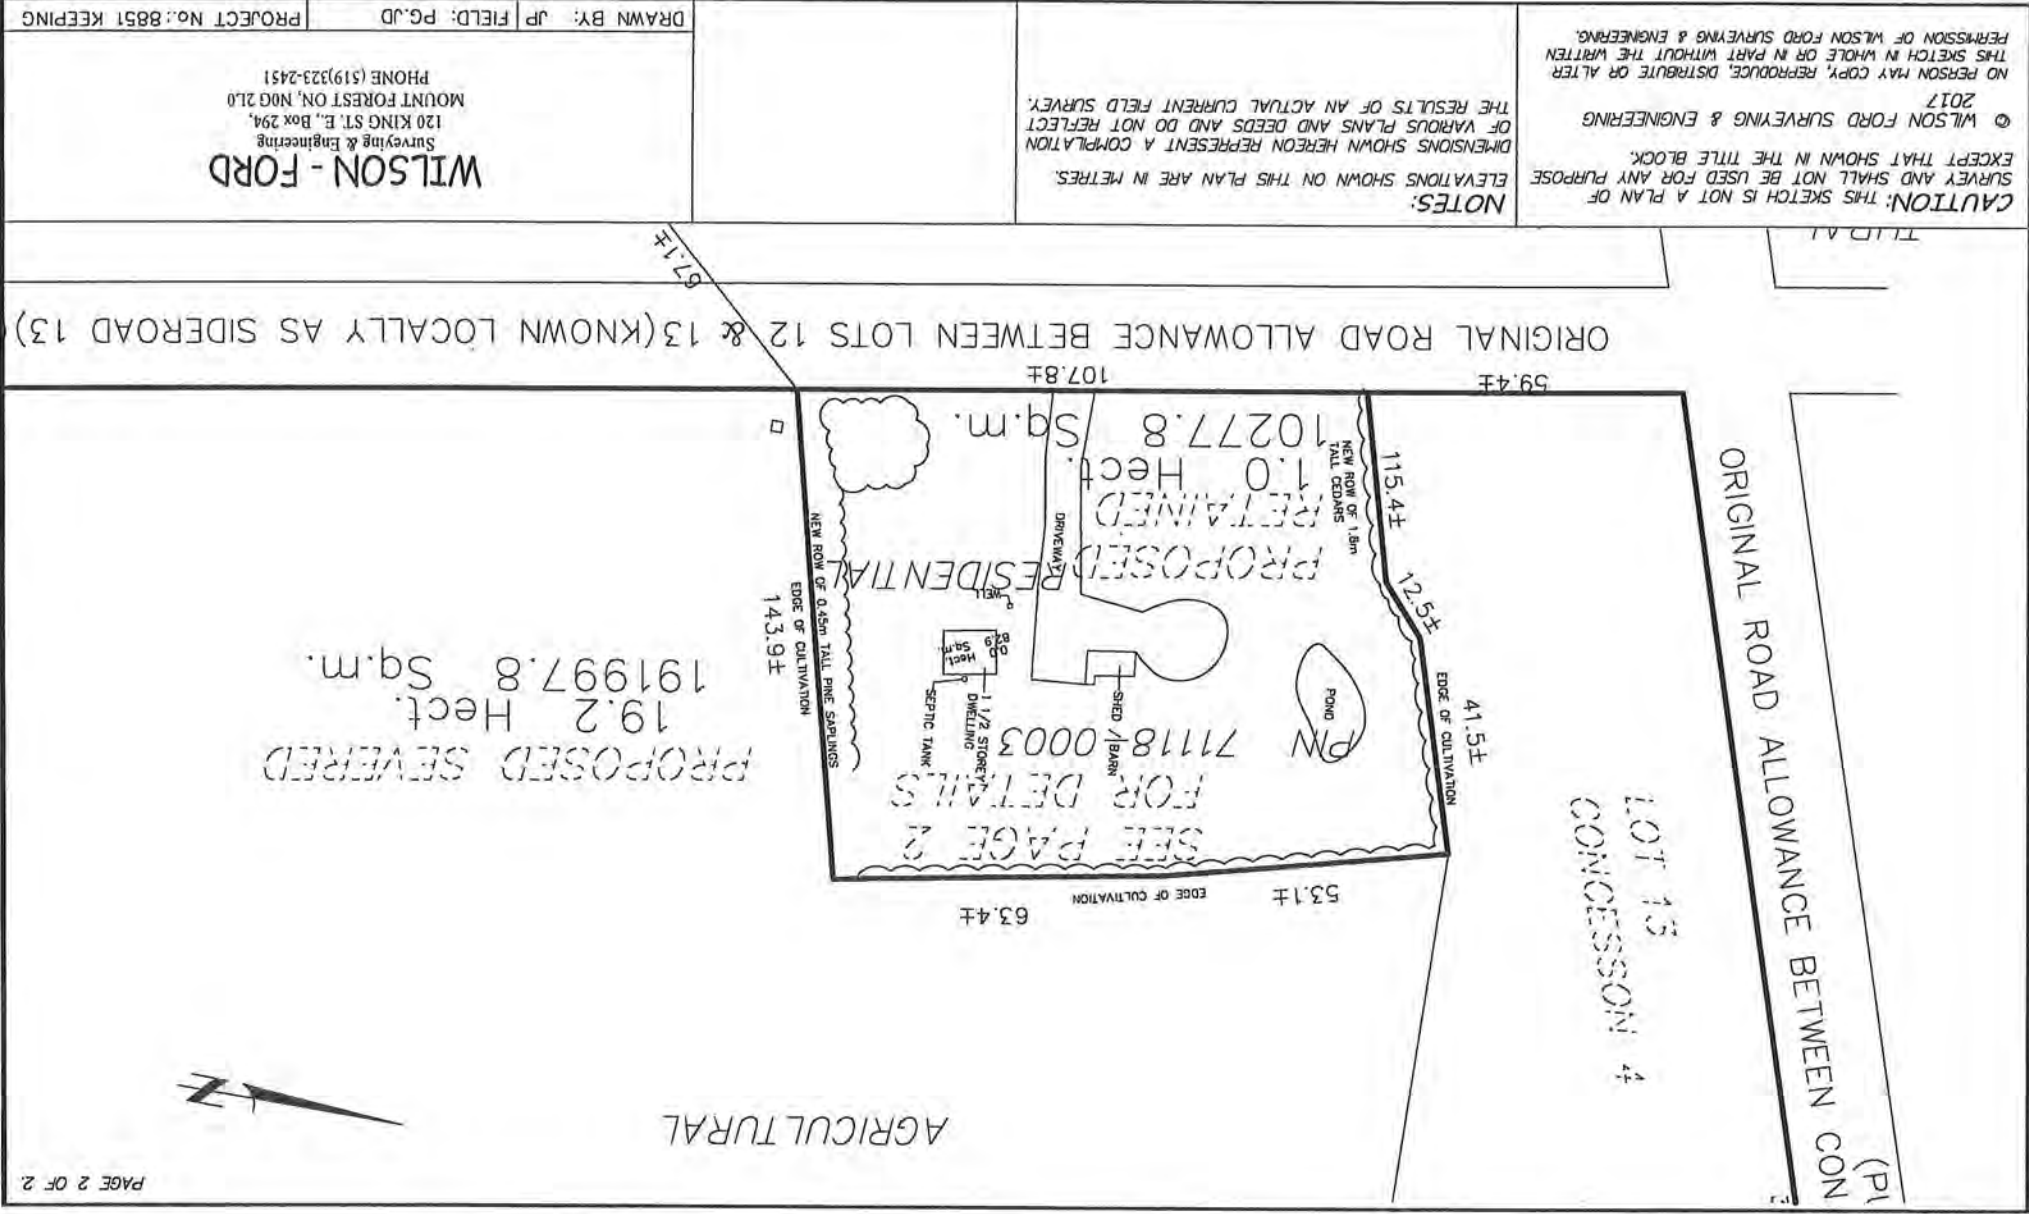 PAGE 2 OF 2
AGRICULTURAL
(PI
ORIGINAL ROAD ALLOWANCE BETWEEN CON
LOT 13
CONCESSSON 4
63.4±
EDGE OF CULTIVATION
53.1±
SEE PAGE 2
FOR DETAILS
PIN 71118-0003
PROPOSED SEVERED
19.2 Hect.
191997.8 Sq.m.
143.9±
EDGE OF CULTIVATION
NEW ROW OF 0.45m TALL PINE SAPLINGS
SEPTIC TANK
1 1/2 STOREY
DWELLING
SHED / BARN
POND
EDGE OF CULTIVATION
41.5±
12.5±
115.4±
WELL
RESIDENTIAL
DRIVEWAY
PROPOSED
RETAINED
1.0 Hect.
10277.8 Sq.m.
NEW ROW OF 1.8m
TALL CEDARS
107.8±
59.4±
ORIGINAL ROAD ALLOWANCE BETWEEN LOTS 12 & 13(KNOWN LOCALLY AS SIDEROAD 13)
67.1±
CAUTION: THIS SKETCH IS NOT A PLAN OF
SURVEY AND SHALL NOT BE USED FOR ANY PURPOSE
EXCEPT THAT SHOWN IN THE TITLE BLOCK.
© WILSON FORD SURVEYING & ENGINEERING
2017
NO PERSON MAY COPY, REPRODUCE, DISTRIBUTE OR ALTER
THIS SKETCH IN WHOLE OR IN PART WITHOUT THE WRITTEN
PERMISSION OF WILSON FORD SURVEYING & ENGINEERING.
NOTES:
ELEVATIONS SHOWN ON THIS PLAN ARE IN METRES.
DIMENSIONS SHOWN HEREON REPRESENT A COMPILATION
OF VARIOUS PLANS AND DEEDS AND DO NOT REFLECT
THE RESULTS OF AN ACTUAL CURRENT FIELD SURVEY.
WILSON - FORD
Surveying & Engineering
120 KING ST. E., Box 294,
MOUNT FOREST ON, N0G 2L0
PHONE (519)323-2451
DRAWN BY: JP
FIELD: PG.JD
PROJECT No.:8851 KEEPING